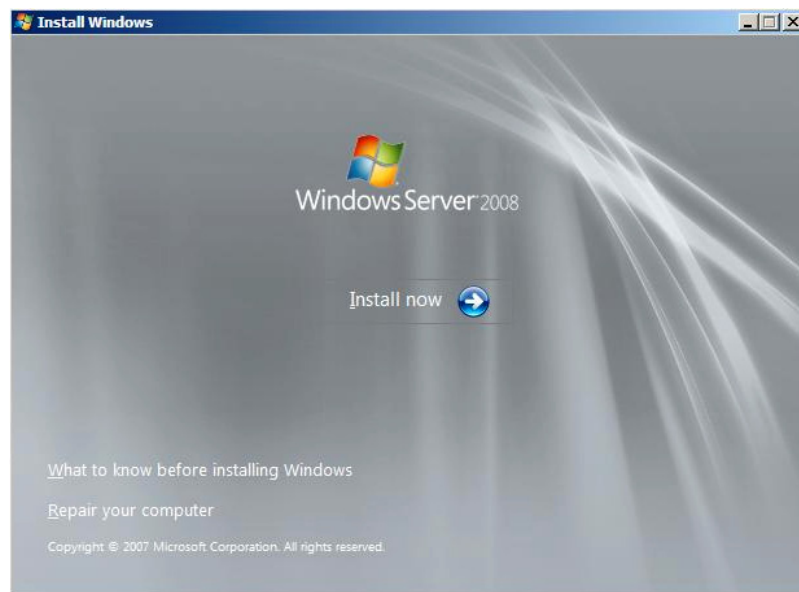 Install Windows
Windows Server 2008
Install now
What to know before installing Windows
Repair your computer
Copyright © 2007 Microsoft Corporation. All rights reserved.